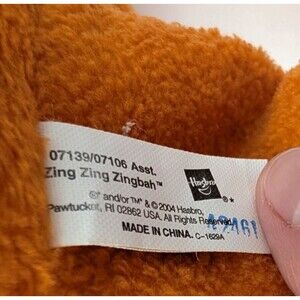 07139/07106 Asst.
Zing Zing Zingbah™
Hasbro
®*
®* and/or ™* & © 2004 Hasbro,
Pawtucket, RI 02862 USA. All Rights Reserved.
MADE IN CHINA. C-1629A